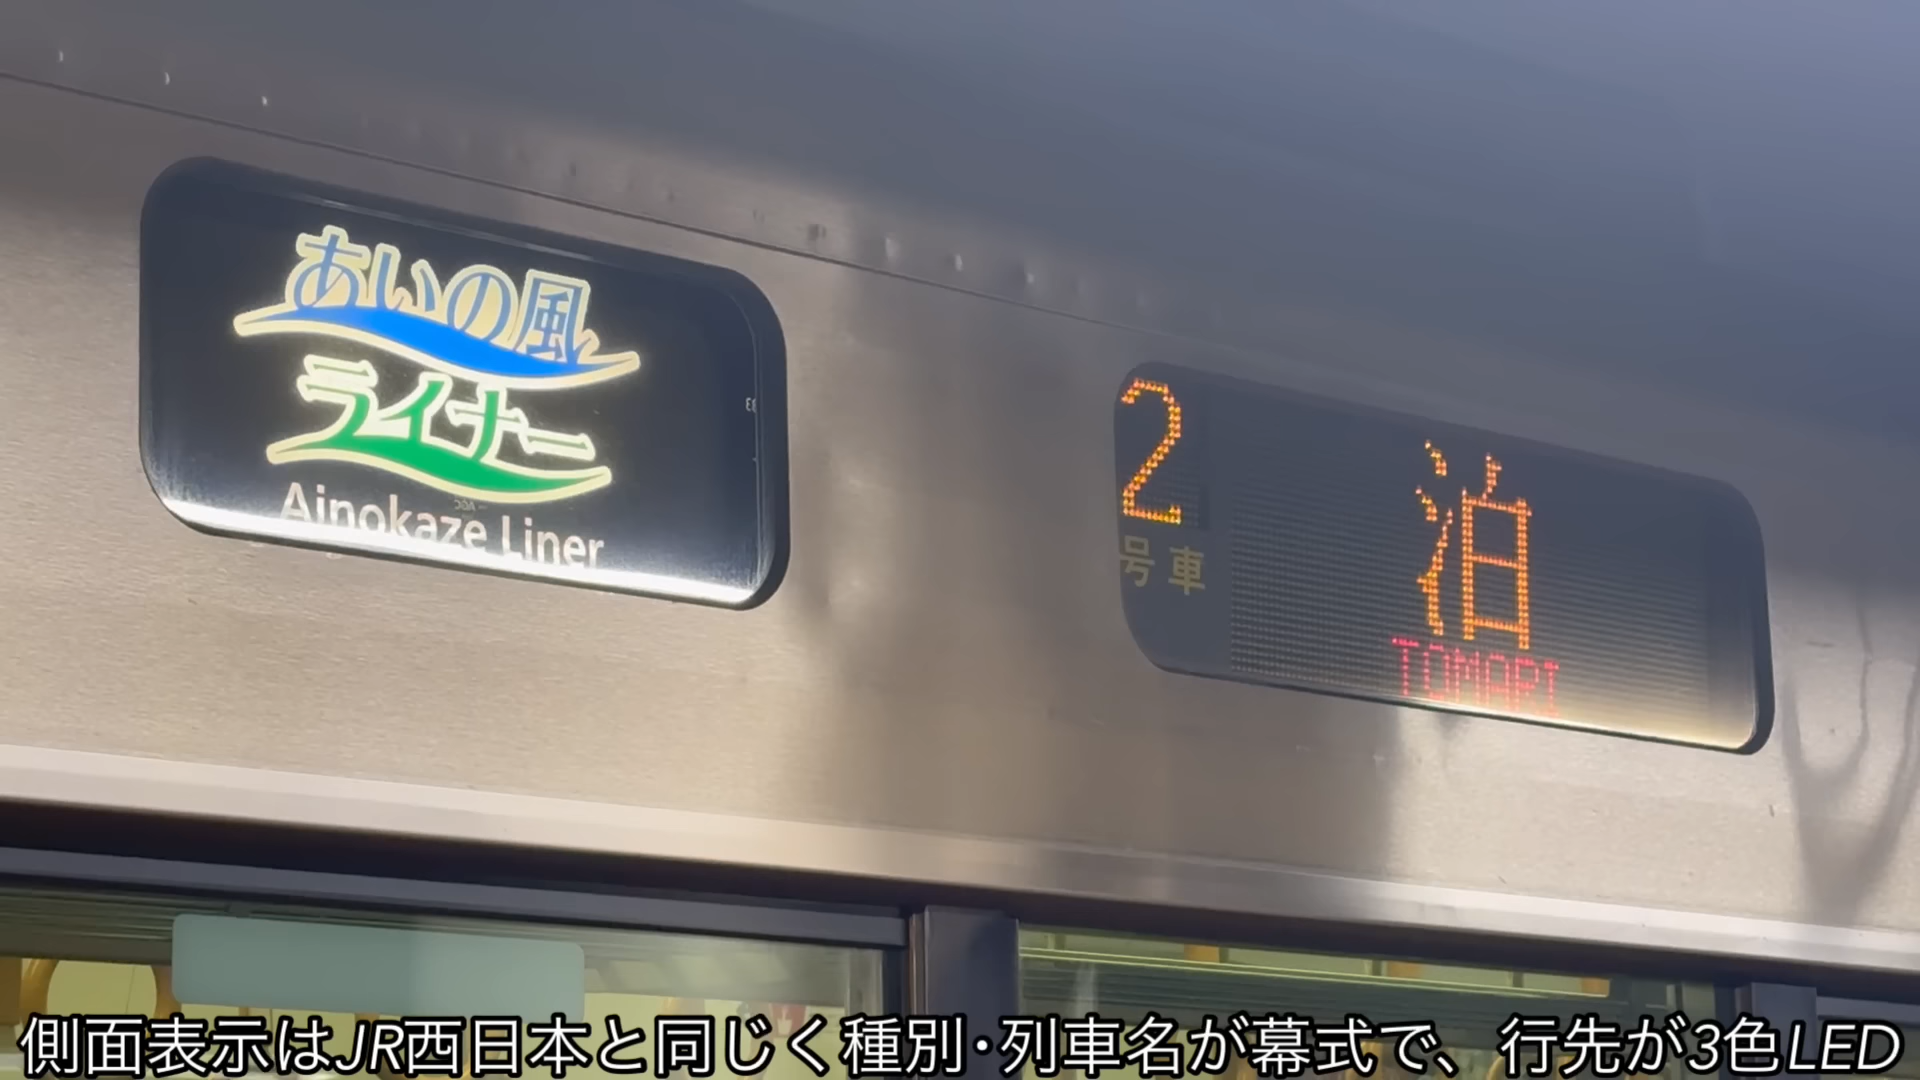 あいの風
ライナー
Ainokaze Liner
2
号車
泊
TOMARI
側面表示はJR西日本と同じく種別･列車名が幕式で、行先が3色LED